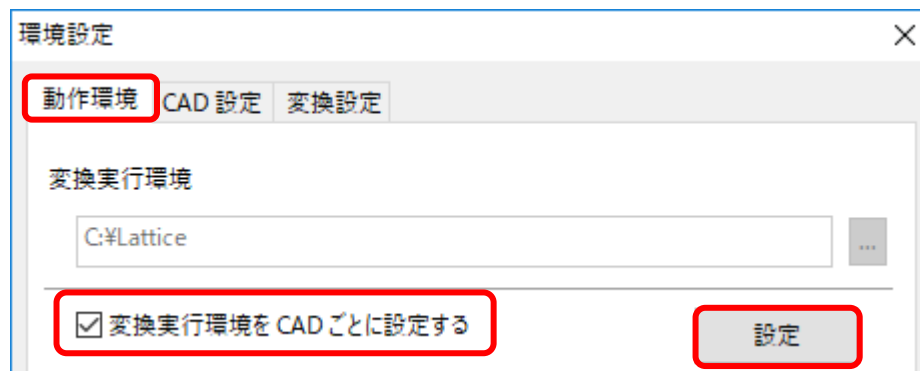 環境設定
動作環境 CAD 設定 変換設定
変換実行環境
C:¥Lattice ...
変換実行環境を CAD ごとに設定する 設定